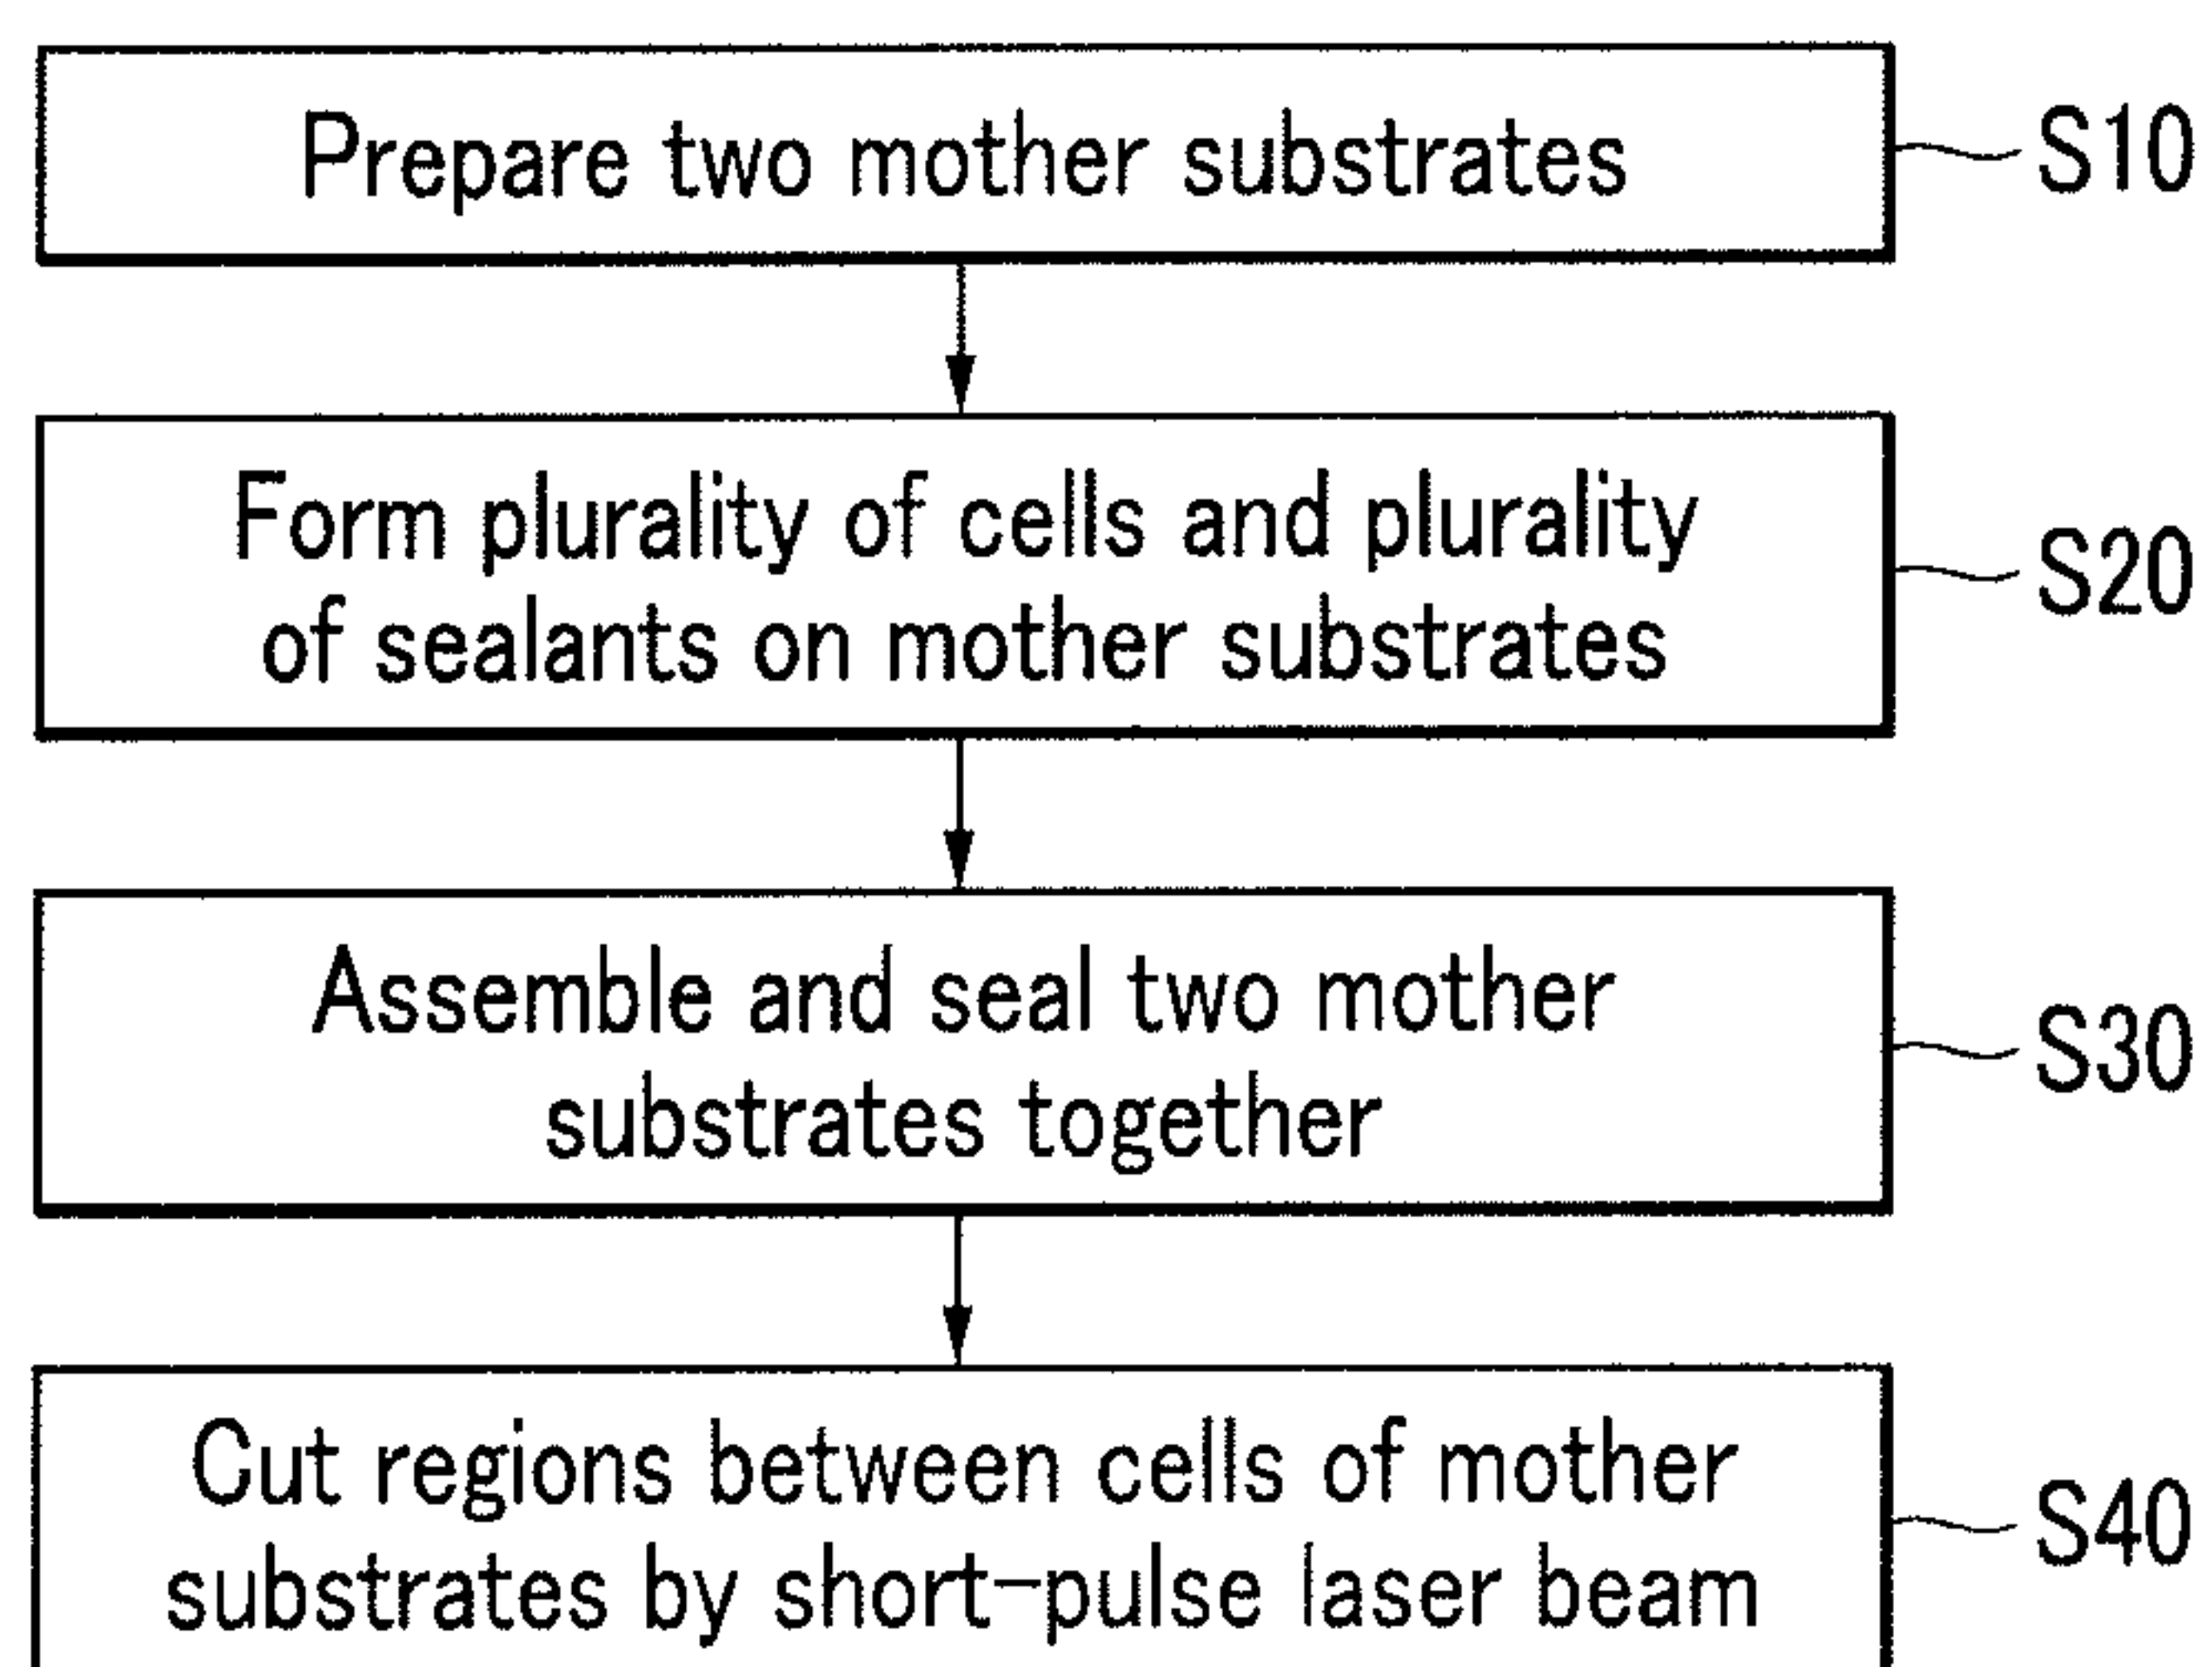 Prepare two mother substrates
S10
Form plurality of cells and plurality
of sealants on mother substrates
S20
Assemble and seal two mother
substrates together
S30
Cut regions between cells of mother
substrates by short-pulse laser beam
S40